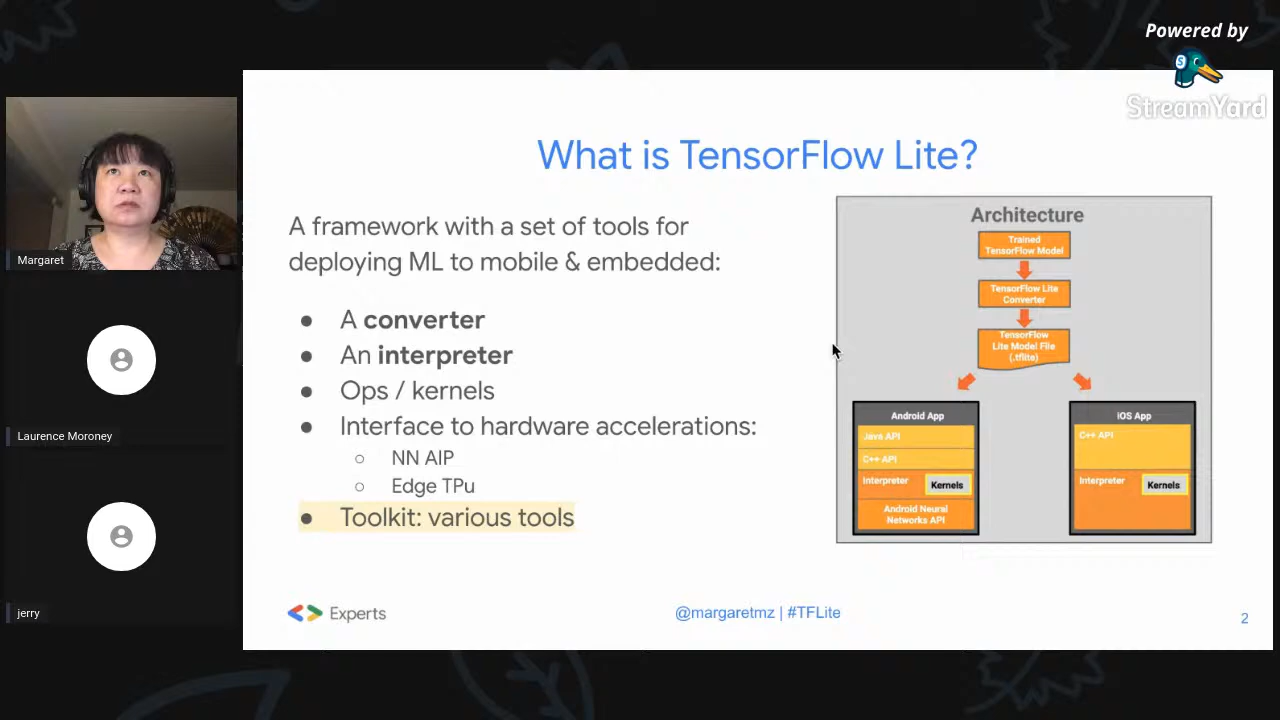 Powered by
StreamYard
What is TensorFlow Lite?
A framework with a set of tools for
deploying ML to mobile & embedded:
● A converter
● An interpreter
● Ops / kernels
● Interface to hardware accelerations:
○ NN AIP
○ Edge TPu
● Toolkit: various tools
Architecture
Trained
TensorFlow Model
TensorFlow Lite
Converter
TensorFlow
Lite Model File
(.tflite)
Android App
Java API
C++ API
Interpreter
Kernels
Android Neural
Networks API
iOS App
C++ API
Interpreter
Kernels
Experts
@margaretmz | #TFLite
2
Margaret
Laurence Moroney
jerry